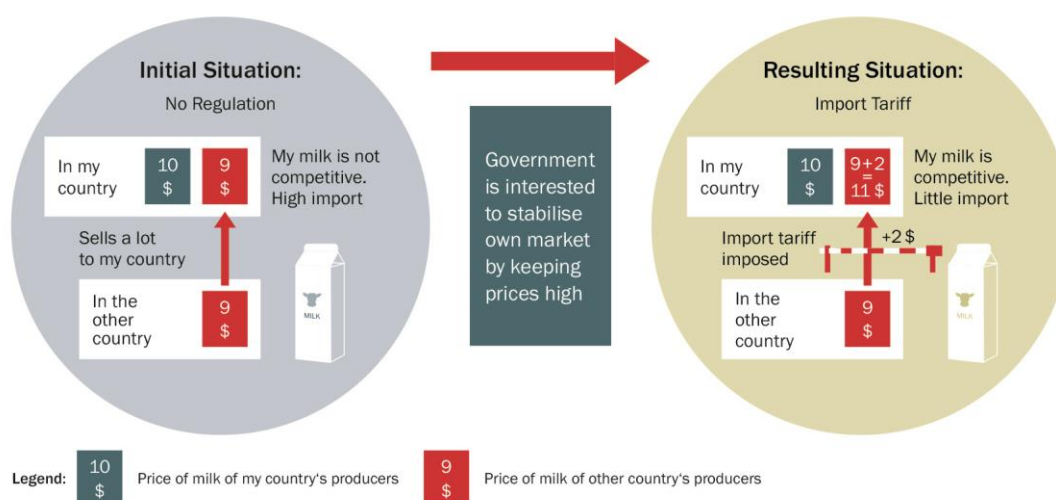 Initial Situation:
No Regulation
In my
country
10
$
9
$
My milk is not
competitive.
High import
Sells a lot
to my country
In the
other
country
9
$
MILK
Government
is interested
to stabilise
own market
by keeping
prices high
Resulting Situation:
Import Tariff
In my
country
10
$
9+2
=
11 $
My milk is
competitive.
Little import
Import tariff
imposed
+2 $
In the
other
country
9
$
MILK
Legend:
10
$
Price of milk of my country‘s producers
9
$
Price of milk of other country‘s producers